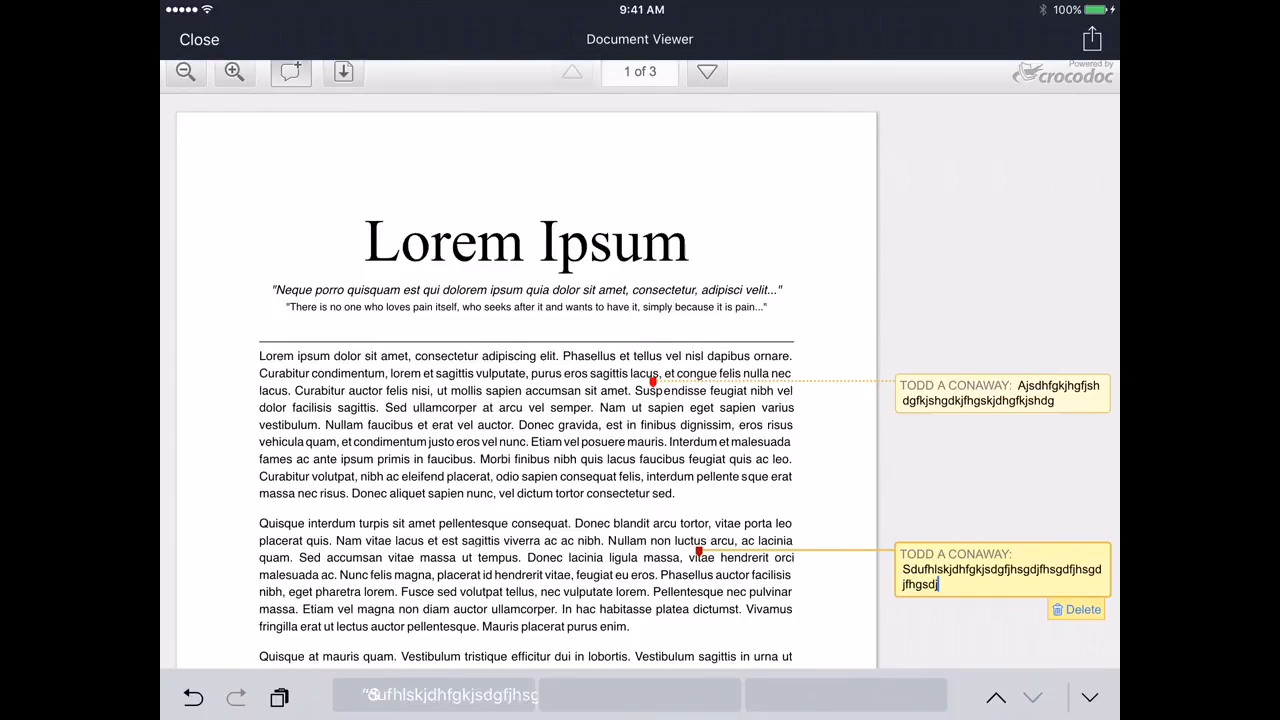 9:41 AM
100%
Close
Document Viewer
1 of 3
Powered by
crocodoc
Lorem Ipsum
"Neque porro quisquam est qui dolorem ipsum quia dolor sit amet, consectetur, adipisci velit..."
"There is no one who loves pain itself, who seeks after it and wants to have it, simply because it is pain..."
Lorem ipsum dolor sit amet, consectetur adipiscing elit. Phasellus et tellus vel nisl dapibus ornare.
Curabitur condimentum, lorem et sagittis vulputate, purus eros sagittis lacus, et congue felis nulla nec
lacus. Curabitur auctor felis nisi, ut mollis sapien accumsan sit amet. Suspendisse feugiat nibh vel
dolor facilisis sagittis. Sed ullamcorper at arcu vel semper. Nam ut sapien eget sapien varius
vestibulum. Nullam faucibus et erat vel auctor. Donec gravida, est in finibus dignissim, eros risus
vehicula quam, et condimentum justo eros vel nunc. Etiam vel posuere mauris. Interdum et malesuada
fames ac ante ipsum primis in faucibus. Morbi finibus nibh quis lacus faucibus feugiat quis ac leo.
Curabitur volutpat, nibh ac eleifend placerat, odio sapien consequat felis, interdum pellentesque erat
massa nec risus. Donec aliquet sapien nunc, vel dictum tortor consectetur sed.
Quisque interdum turpis sit amet pellentesque consequat. Donec blandit arcu tortor, vitae porta leo
placerat quis. Nam vitae lacus et est sagittis viverra ac ac nibh. Nullam non luctus arcu, ac lacinia
quam. Sed accumsan vitae massa ut tempus. Donec lacinia ligula massa, vitae hendrerit orci
malesuada ac. Nunc felis magna, placerat id hendrerit vitae, feugiat eu eros. Phasellus auctor facilisis
nibh, eget pharetra lorem. Fusce sed volutpat tellus, nec vulputate lorem. Pellentesque nec pulvinar
massa. Etiam vel magna non diam auctor ullamcorper. In hac habitasse platea dictumst. Vivamus
fringilla erat ut lectus auctor pellentesque. Mauris placerat purus enim.
Quisque at mauris quam. Vestibulum tristique efficitur dui in lobortis. Vestibulum sagittis in urna ut
TODD A CONAWAY: Ajsdhfgkjhgfjsh
dgfkjshgdkjfhgskjdhgfkjshdg
TODD A CONAWAY:
Sdufhlskjdhfgkjsdgfjhsgdjfhsgdfjhsgd
jfhgsdj
Delete